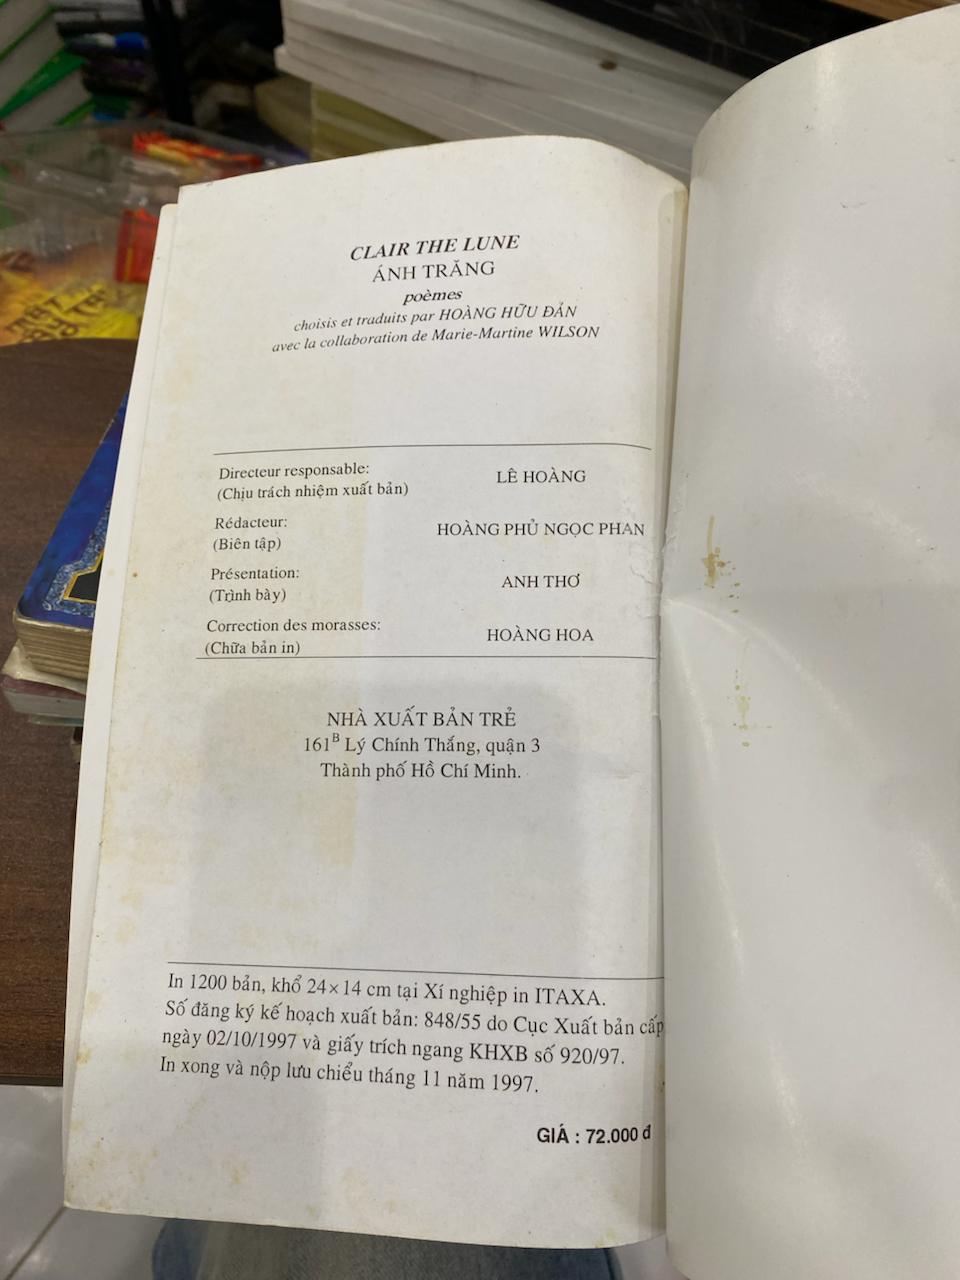 CLAIR THE LUNE
ÁNH TRĂNG
poèmes
choisis et traduits par HOÀNG HỮU ĐẢN
avec la collaboration de Marie-Martine WILSON
Directeur responsable:
(Chịu trách nhiệm xuất bản)
LÊ HOÀNG
Rédacteur:
(Biên tập)
HOÀNG PHỦ NGỌC PHAN
Présentation:
(Trình bày)
ANH THƠ
Correction des morasses:
(Chữa bản in)
HOÀNG HOA
NHÀ XUẤT BẢN TRẺ
161B Lý Chính Thắng, quận 3
Thành phố Hồ Chí Minh.
In 1200 bản, khổ 24×14 cm tại Xí nghiệp in ITAXA.
Số đăng ký kế hoạch xuất bản: 848/55 do Cục Xuất bản cấp
ngày 02/10/1997 và giấy trích ngang KHXB số 920/97.
In xong và nộp lưu chiểu tháng 11 năm 1997.
GIÁ : 72.000 đ